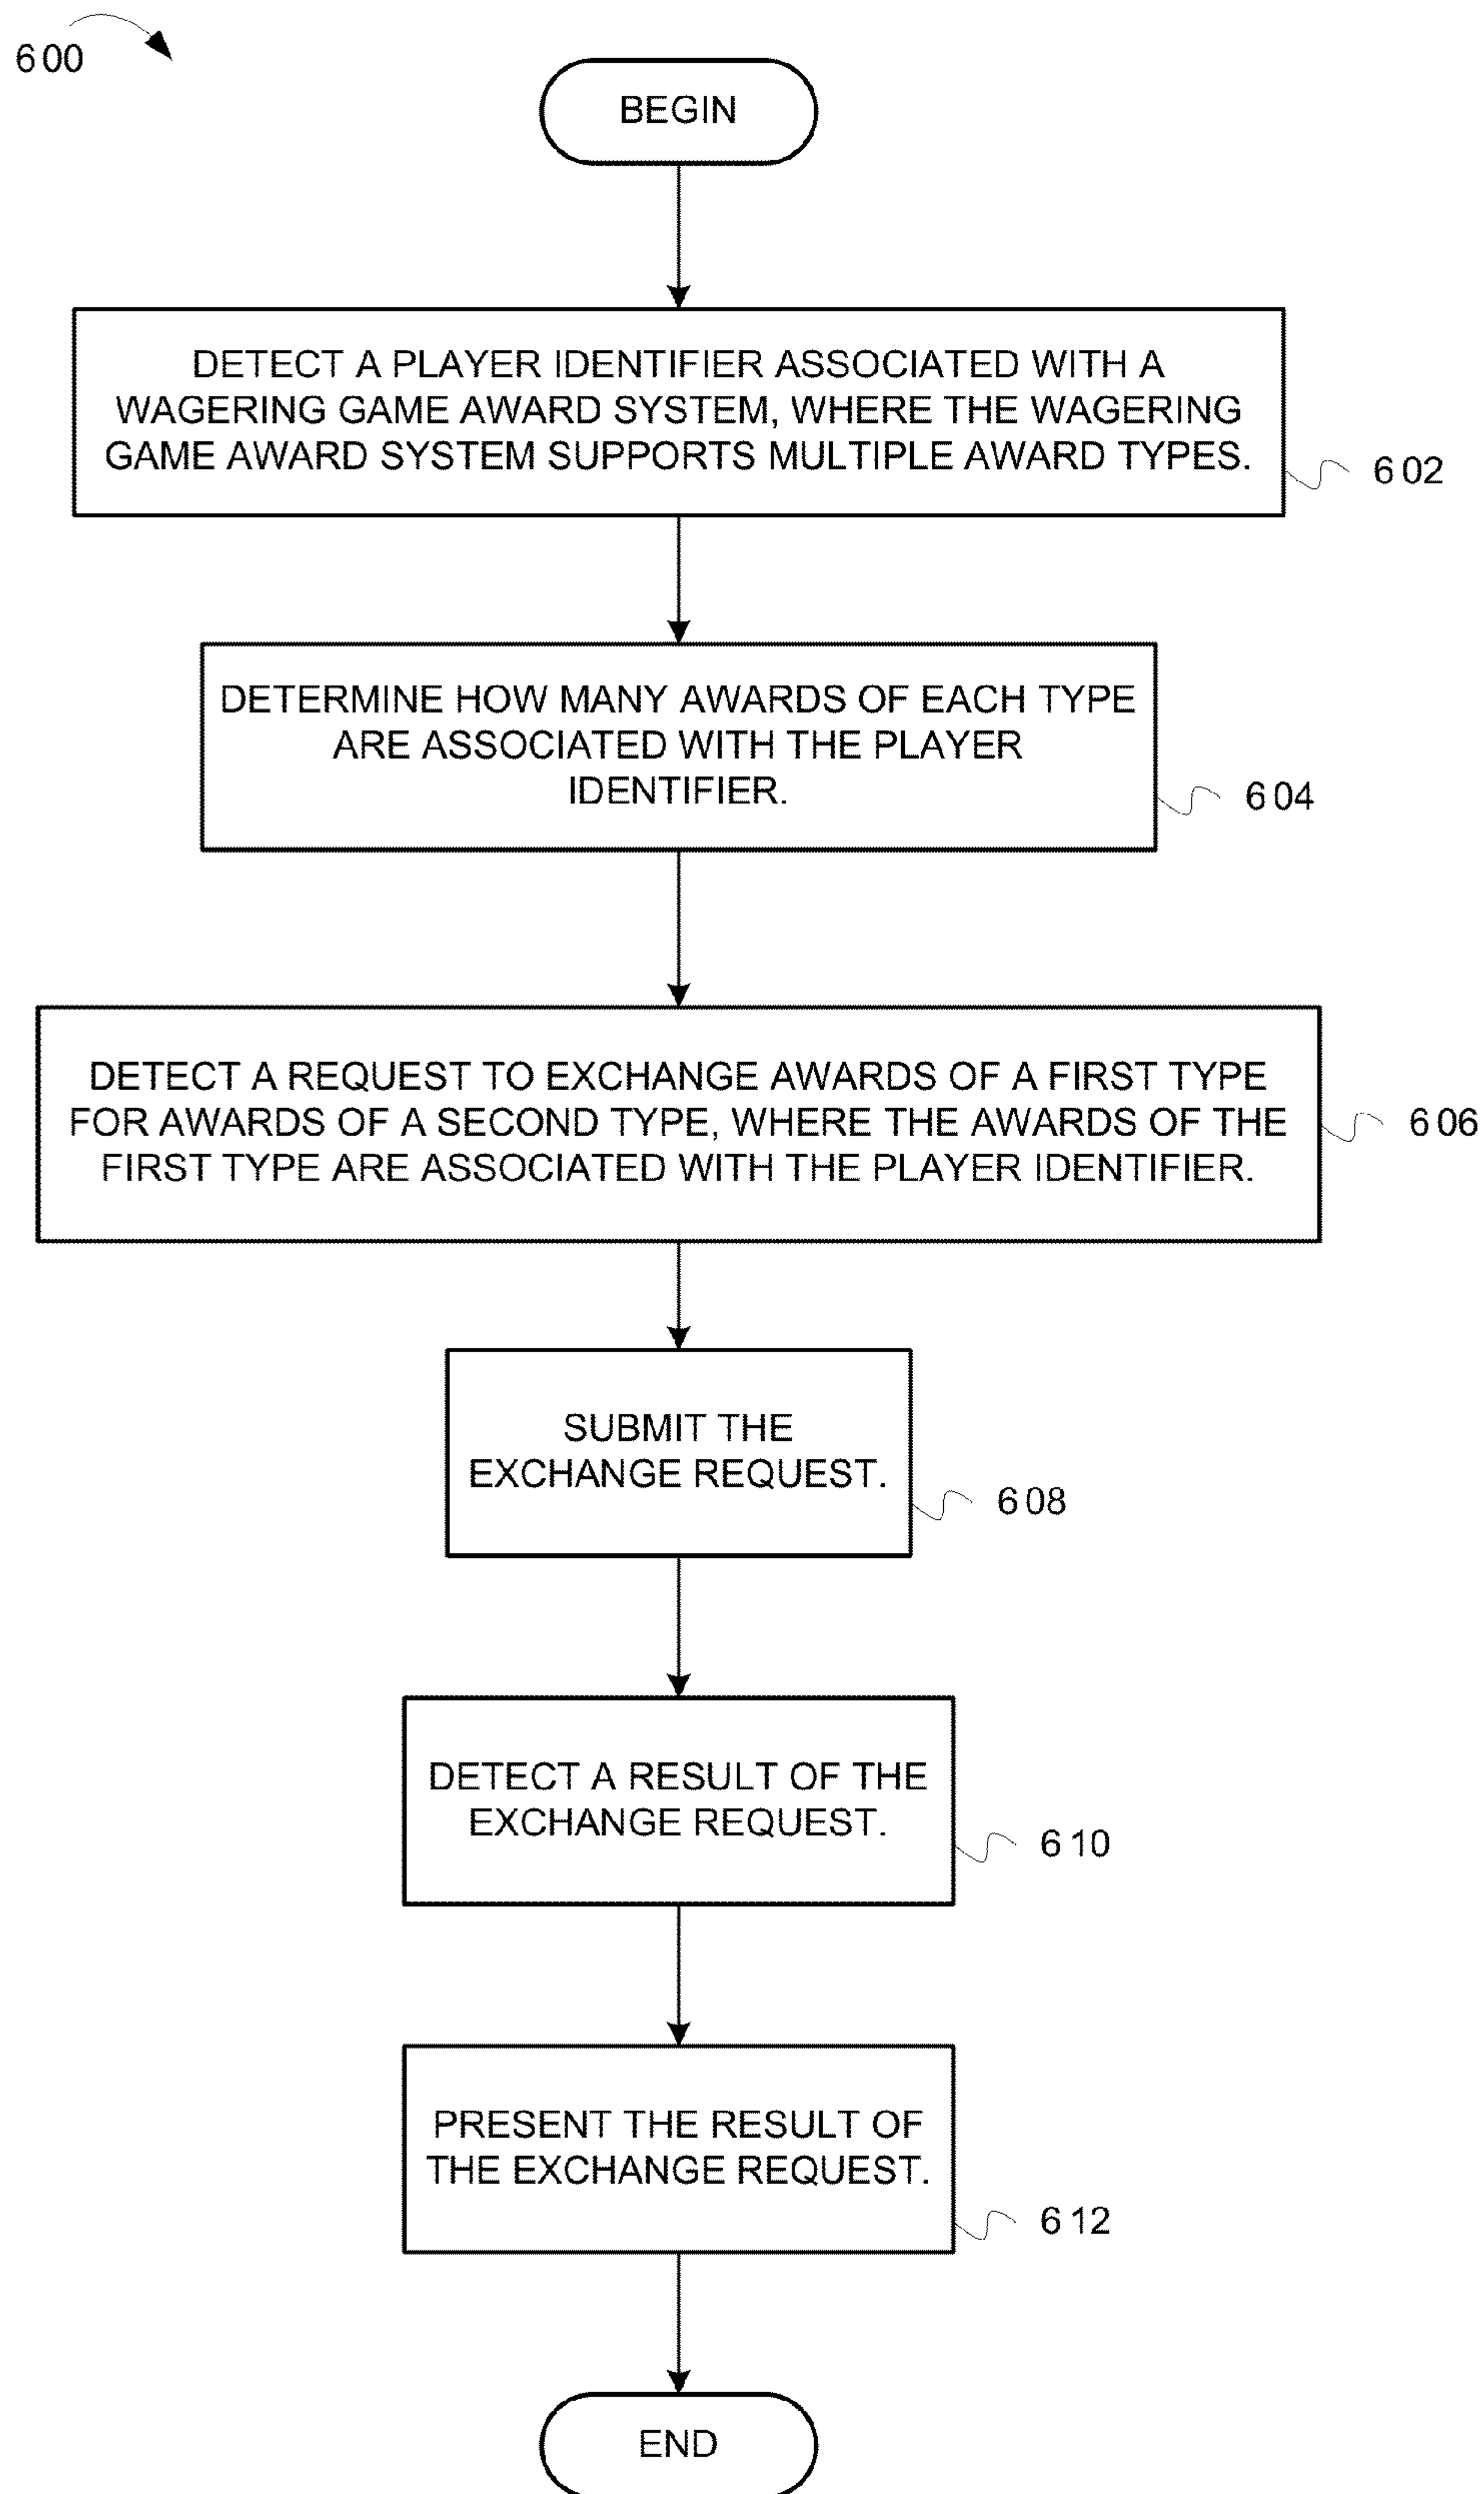 600
BEGIN
DETECT A PLAYER IDENTIFIER ASSOCIATED WITH A
WAGERING GAME AWARD SYSTEM, WHERE THE WAGERING
GAME AWARD SYSTEM SUPPORTS MULTIPLE AWARD TYPES.
602
DETERMINE HOW MANY AWARDS OF EACH TYPE
ARE ASSOCIATED WITH THE PLAYER
IDENTIFIER.
604
DETECT A REQUEST TO EXCHANGE AWARDS OF A FIRST TYPE
FOR AWARDS OF A SECOND TYPE, WHERE THE AWARDS OF THE
FIRST TYPE ARE ASSOCIATED WITH THE PLAYER IDENTIFIER.
606
SUBMIT THE
EXCHANGE REQUEST.
608
DETECT A RESULT OF THE
EXCHANGE REQUEST.
610
PRESENT THE RESULT OF
THE EXCHANGE REQUEST.
612
END